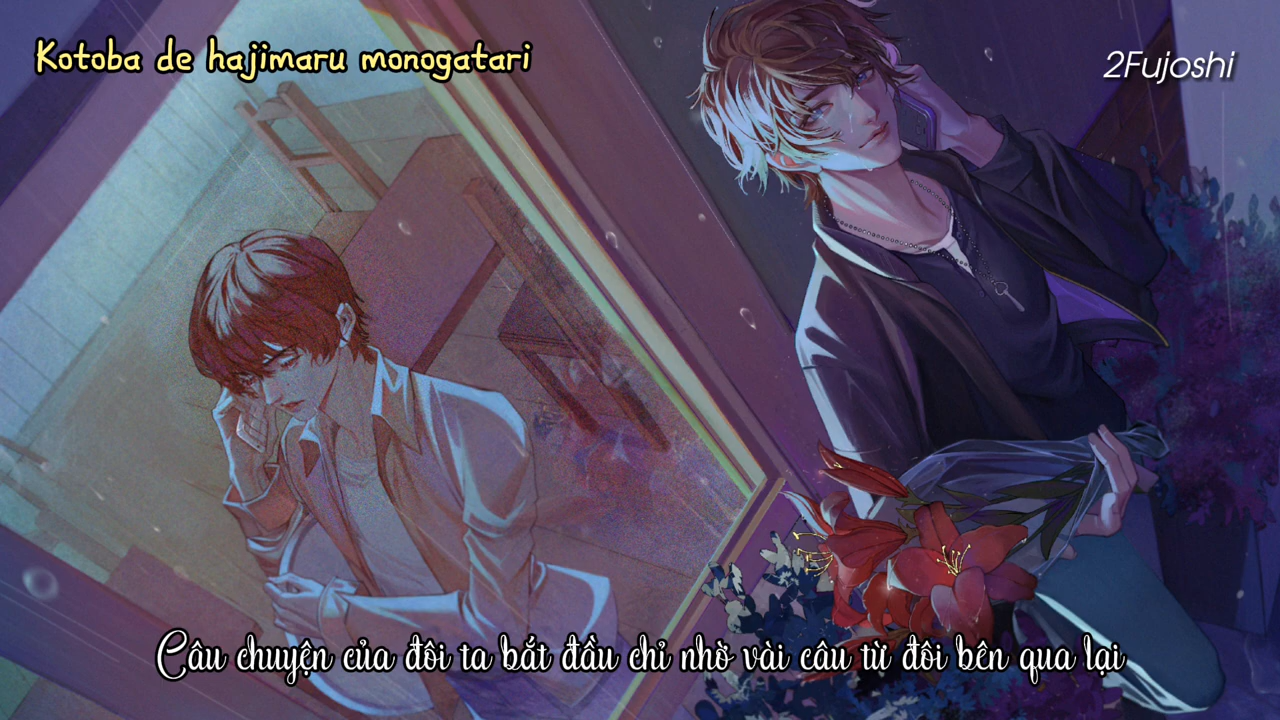 Kotoba de hajimaru monogatari
2Fujoshi
Câu chuyện của đôi ta bắt đầu chỉ nhờ vài câu từ đôi bên qua lại